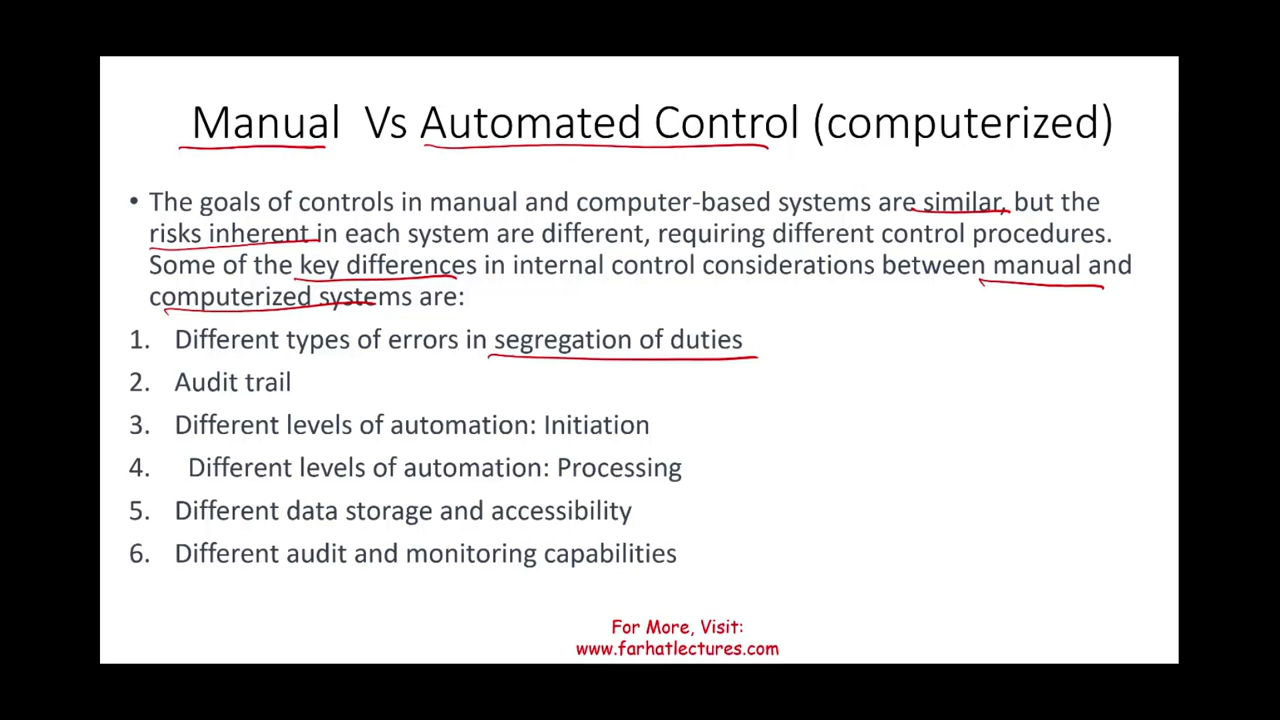 Manual Vs Automated Control (computerized)
• The goals of controls in manual and computer-based systems are similar, but the
risks inherent in each system are different, requiring different control procedures.
Some of the key differences in internal control considerations between manual and
computerized systems are:
1. Different types of errors in segregation of duties
2. Audit trail
3. Different levels of automation: Initiation
4. Different levels of automation: Processing
5. Different data storage and accessibility
6. Different audit and monitoring capabilities
For More, Visit:
www.farhatlectures.com